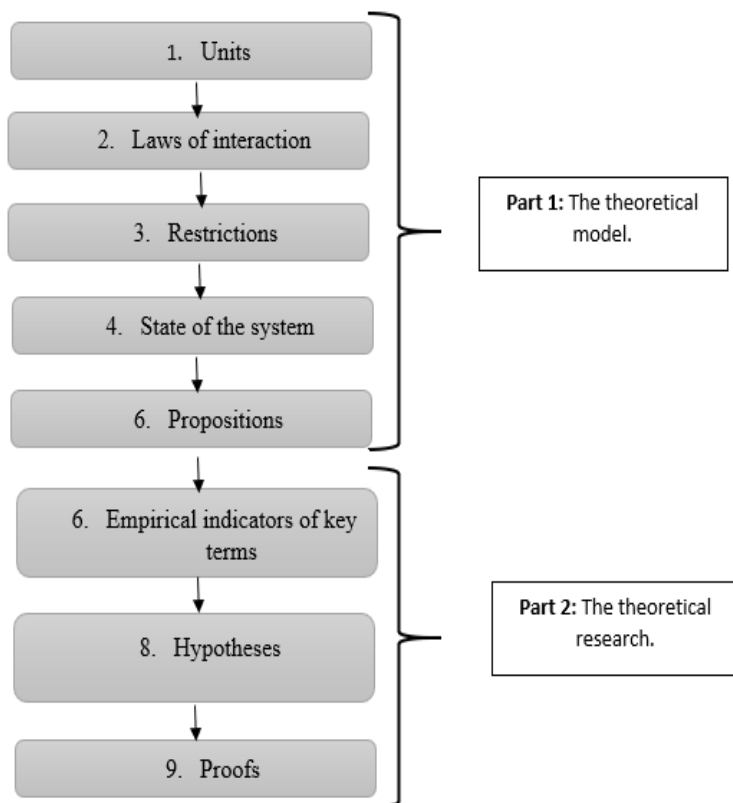 1. Units
2. Laws of interaction
3. Restrictions
4. State of the system
6. Propositions
Part 1: The theoretical
model.
6. Empirical indicators of key
terms
8. Hypotheses
9. Proofs
Part 2: The theoretical
research.